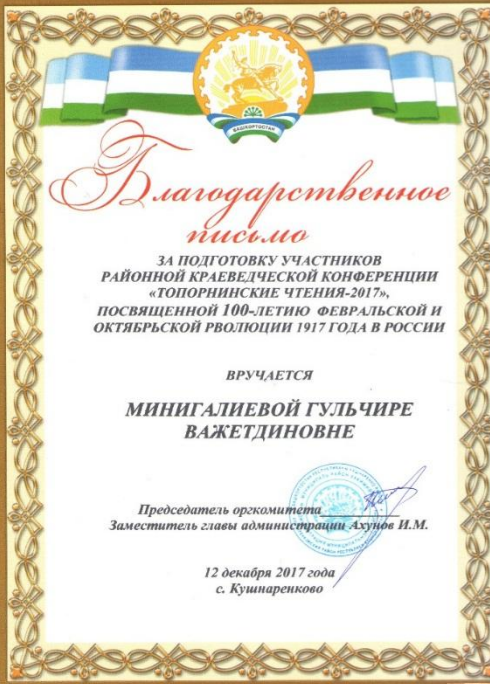 БАШКОРТОСТАН
Благодарственное
письмо
ЗА ПОДГОТОВКУ УЧАСТНИКОВ
РАЙОННОЙ КРАЕВЕДЧЕСКОЙ КОНФЕРЕНЦИИ
«ТОПОРНИНСКИЕ ЧТЕНИЯ-2017»,
ПОСВЯЩЕННОЙ 100-ЛЕТИЮ ФЕВРАЛЬСКОЙ И
ОКТЯБРЬСКОЙ РВОЛЮЦИИ 1917 ГОДА В РОССИИ
ВРУЧАЕТСЯ
МИНИГАЛИЕВОЙ ГУЛЬЧИРЕ
ВАЖЕТДИНОВНЕ
Председатель оргкомитета
Заместитель главы администрации Ахунов И.М.
12 декабря 2017 года
с. Кушнаренково